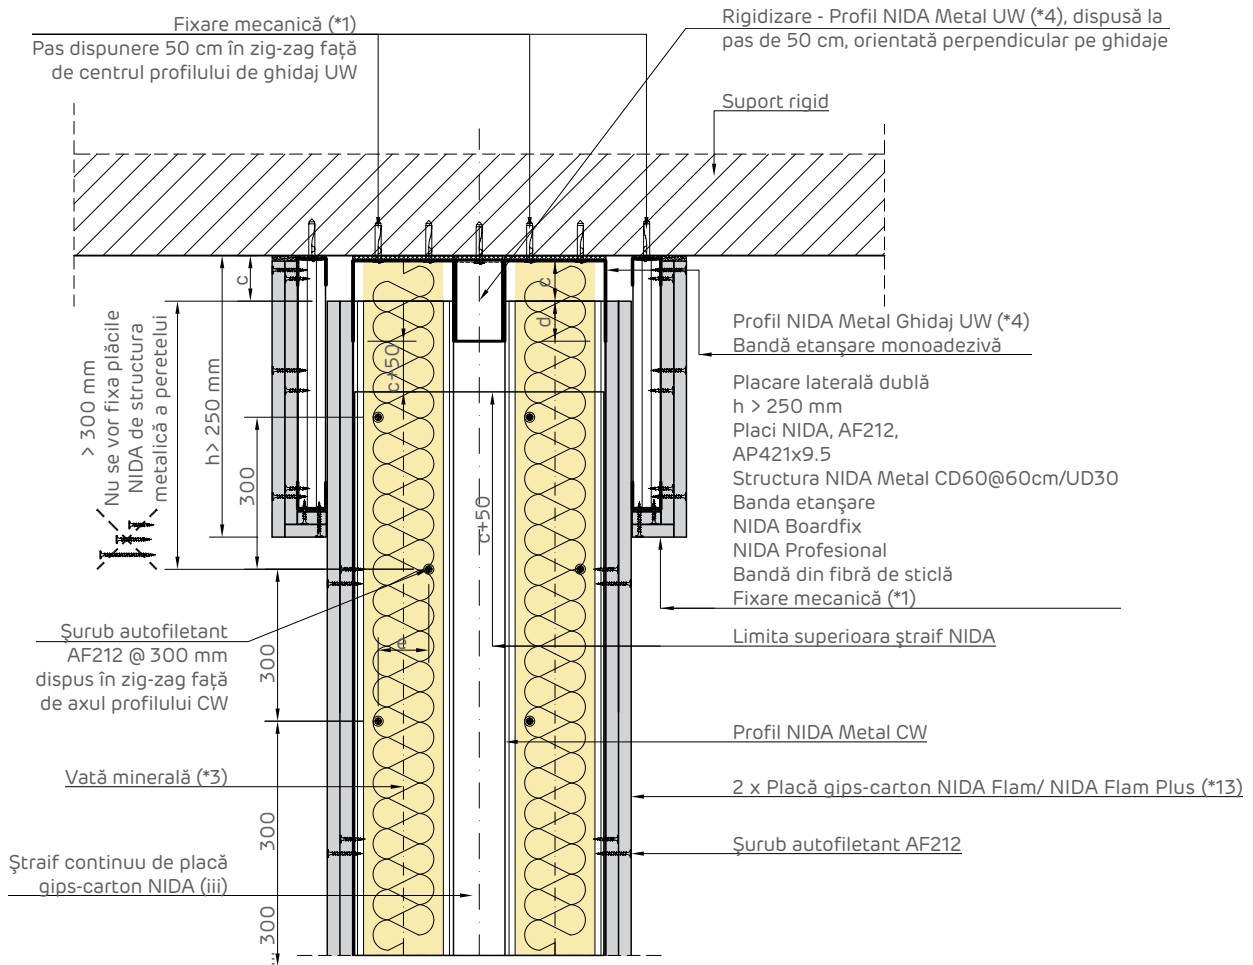 Fixare mecanică (*1)
Pas dispunere 50 cm în zig-zag față
de centrul profilului de ghidaj UW
Rigidizare - Profil NIDA Metal UW (*4), dispusă la
pas de 50 cm, orientată perpendicular pe ghidaje
Suport rigid
c
c
d
c+50
c+50
> 300 mm
Nu se vor fixa plăcile
NIDA de structura
metalică a peretelui
h> 250 mm
300
Profil NIDA Metal Ghidaj UW (*4)
Bandă etanșare monoadezivă
Placare laterală dublă
h > 250 mm
Placi NIDA, AF212,
AP421x9.5
Structura NIDA Metal CD60@60cm/UD30
Banda etanșare
NIDA Boardfix
NIDA Profesional
Bandă din fibră de sticlă
Fixare mecanică (*1)
Șurub autofiletant
AF212 @ 300 mm
dispus în zig-zag față
de axul profilului CW
300
e
Limita superioara ștraif NIDA
Profil NIDA Metal CW
Vată minerală (*3)
2 x Placă gips-carton NIDA Flam/ NIDA Flam Plus (*13)
300
Șurub autofiletant AF212
Ștraif continuu de placă
gips-carton NIDA (iii)
300